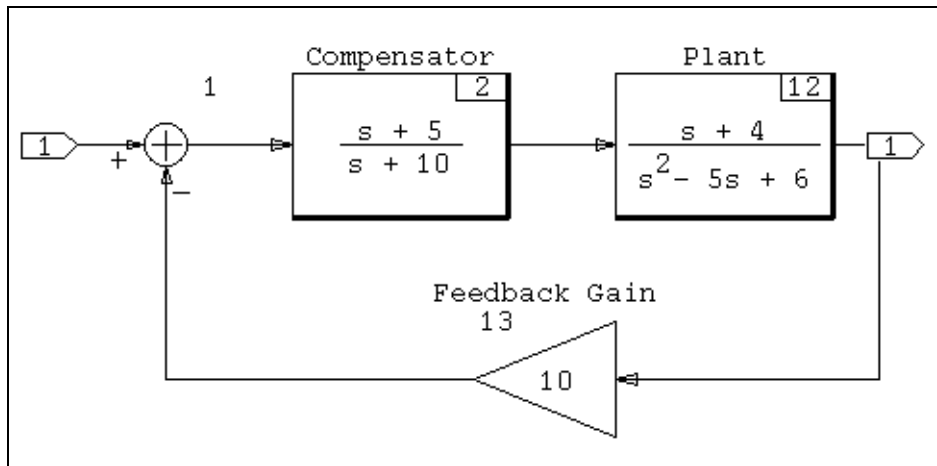 Compensator
Plant
1
2
12
1
+
−
s + 5
s + 10
s + 4
s² - 5s + 6
1
Feedback Gain
13
10